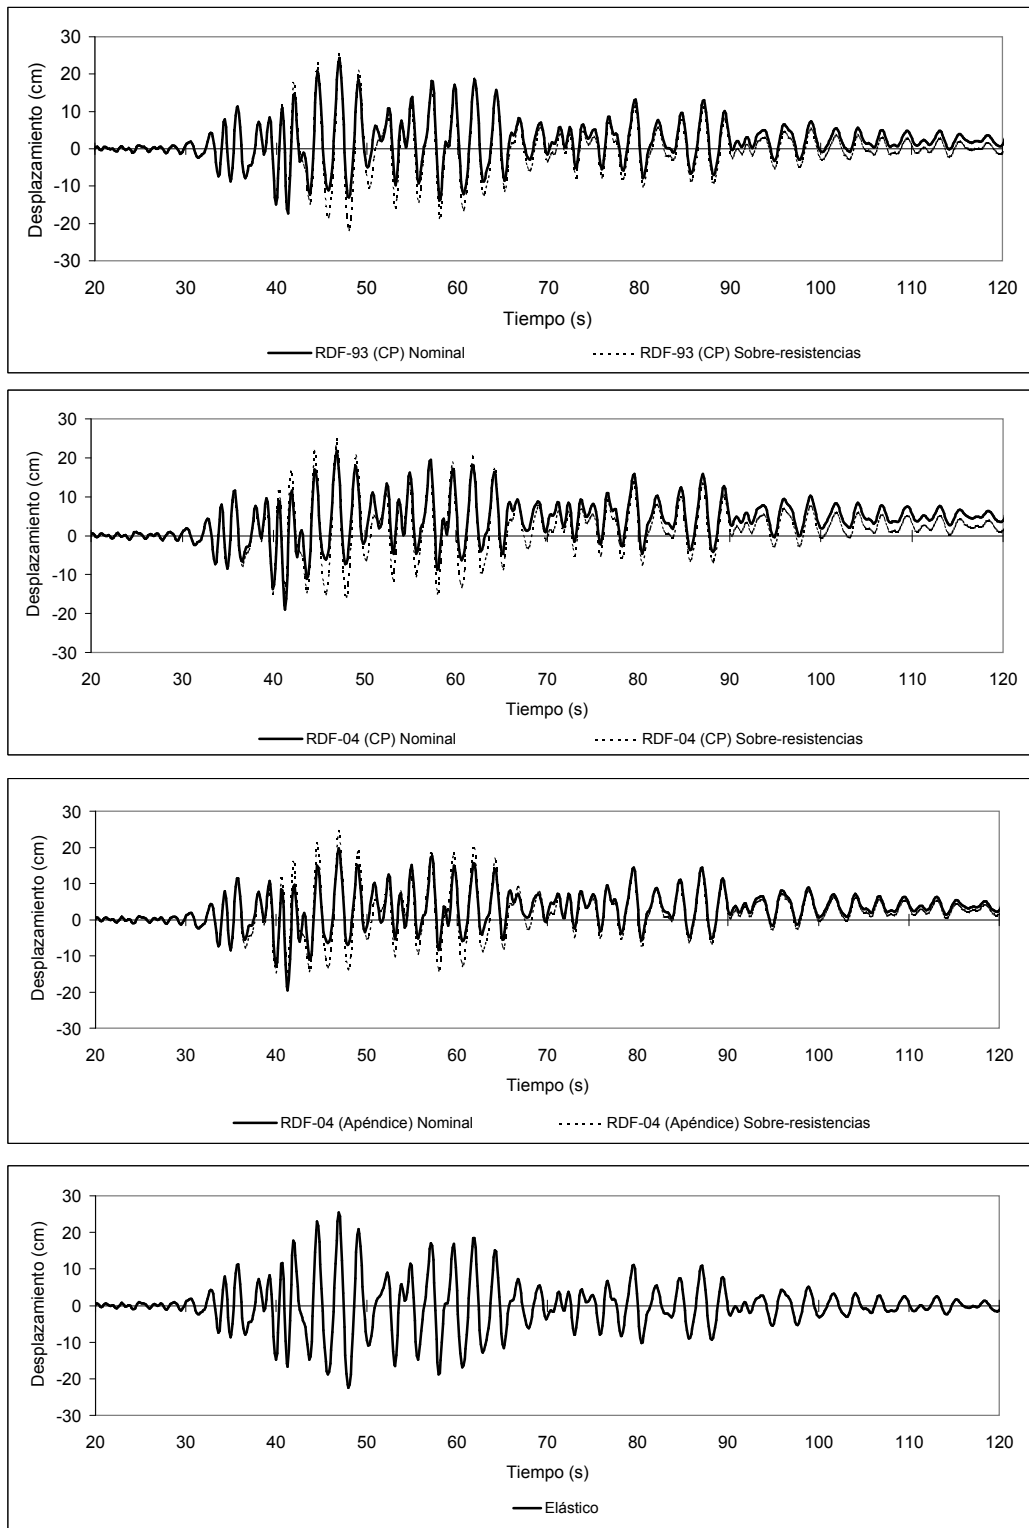 30
20
10
0
-10
-20
-30
Desplazamiento (cm)
20 30 40 50 60 70 80 90 100 110 120
Tiempo (s)
RDF-93 (CP) Nominal RDF-93 (CP) Sobre-resistencias
30
20
10
0
-10
-20
-30
Desplazamiento (cm)
20 30 40 50 60 70 80 90 100 110 120
Tiempo (s)
RDF-04 (CP) Nominal RDF-04 (CP) Sobre-resistencias
30
20
10
0
-10
-20
-30
Desplazamiento (cm)
20 30 40 50 60 70 80 90 100 110 120
Tiempo (s)
RDF-04 (Apéndice) Nominal RDF-04 (Apéndice) Sobre-resistencias
30
20
10
0
-10
-20
-30
Desplazamiento (cm)
20 30 40 50 60 70 80 90 100 110 120
Tiempo (s)
Elástico